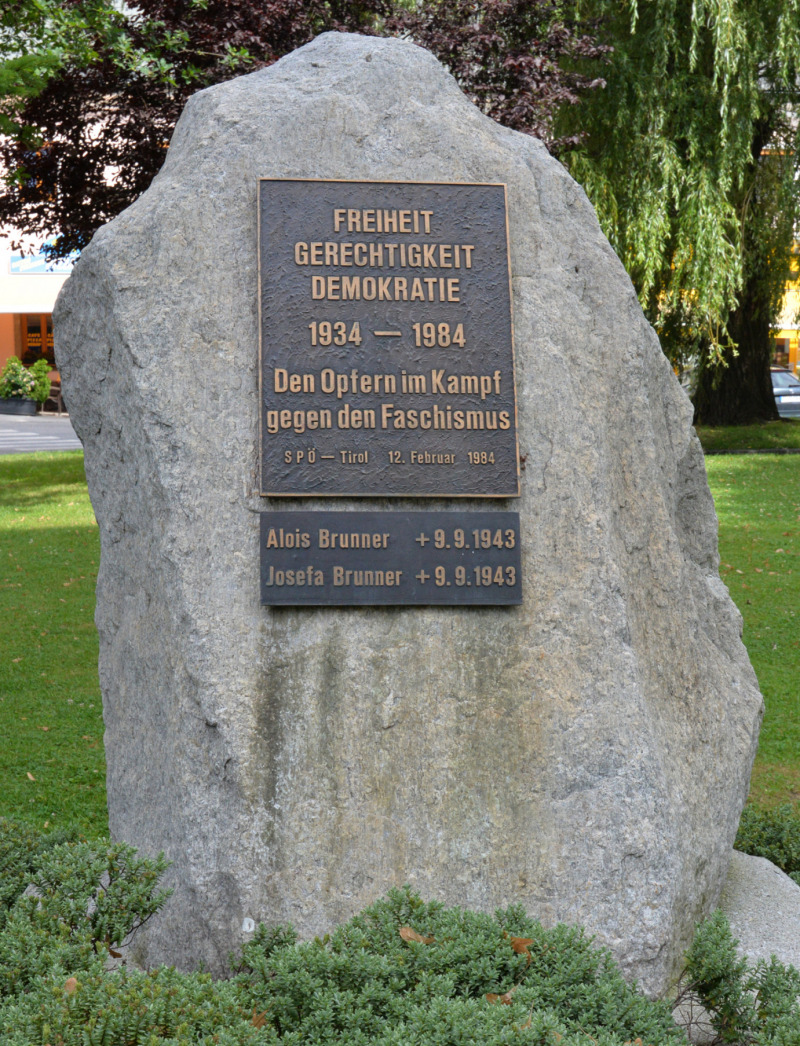 FREIHEIT
GERECHTIGKEIT
DEMOKRATIE
1934 — 1984
Den Opfern im Kampf
gegen den Faschismus
SPÖ — Tirol 12. Februar 1984
Alois Brunner + 9.9.1943
Josefa Brunner + 9.9.1943